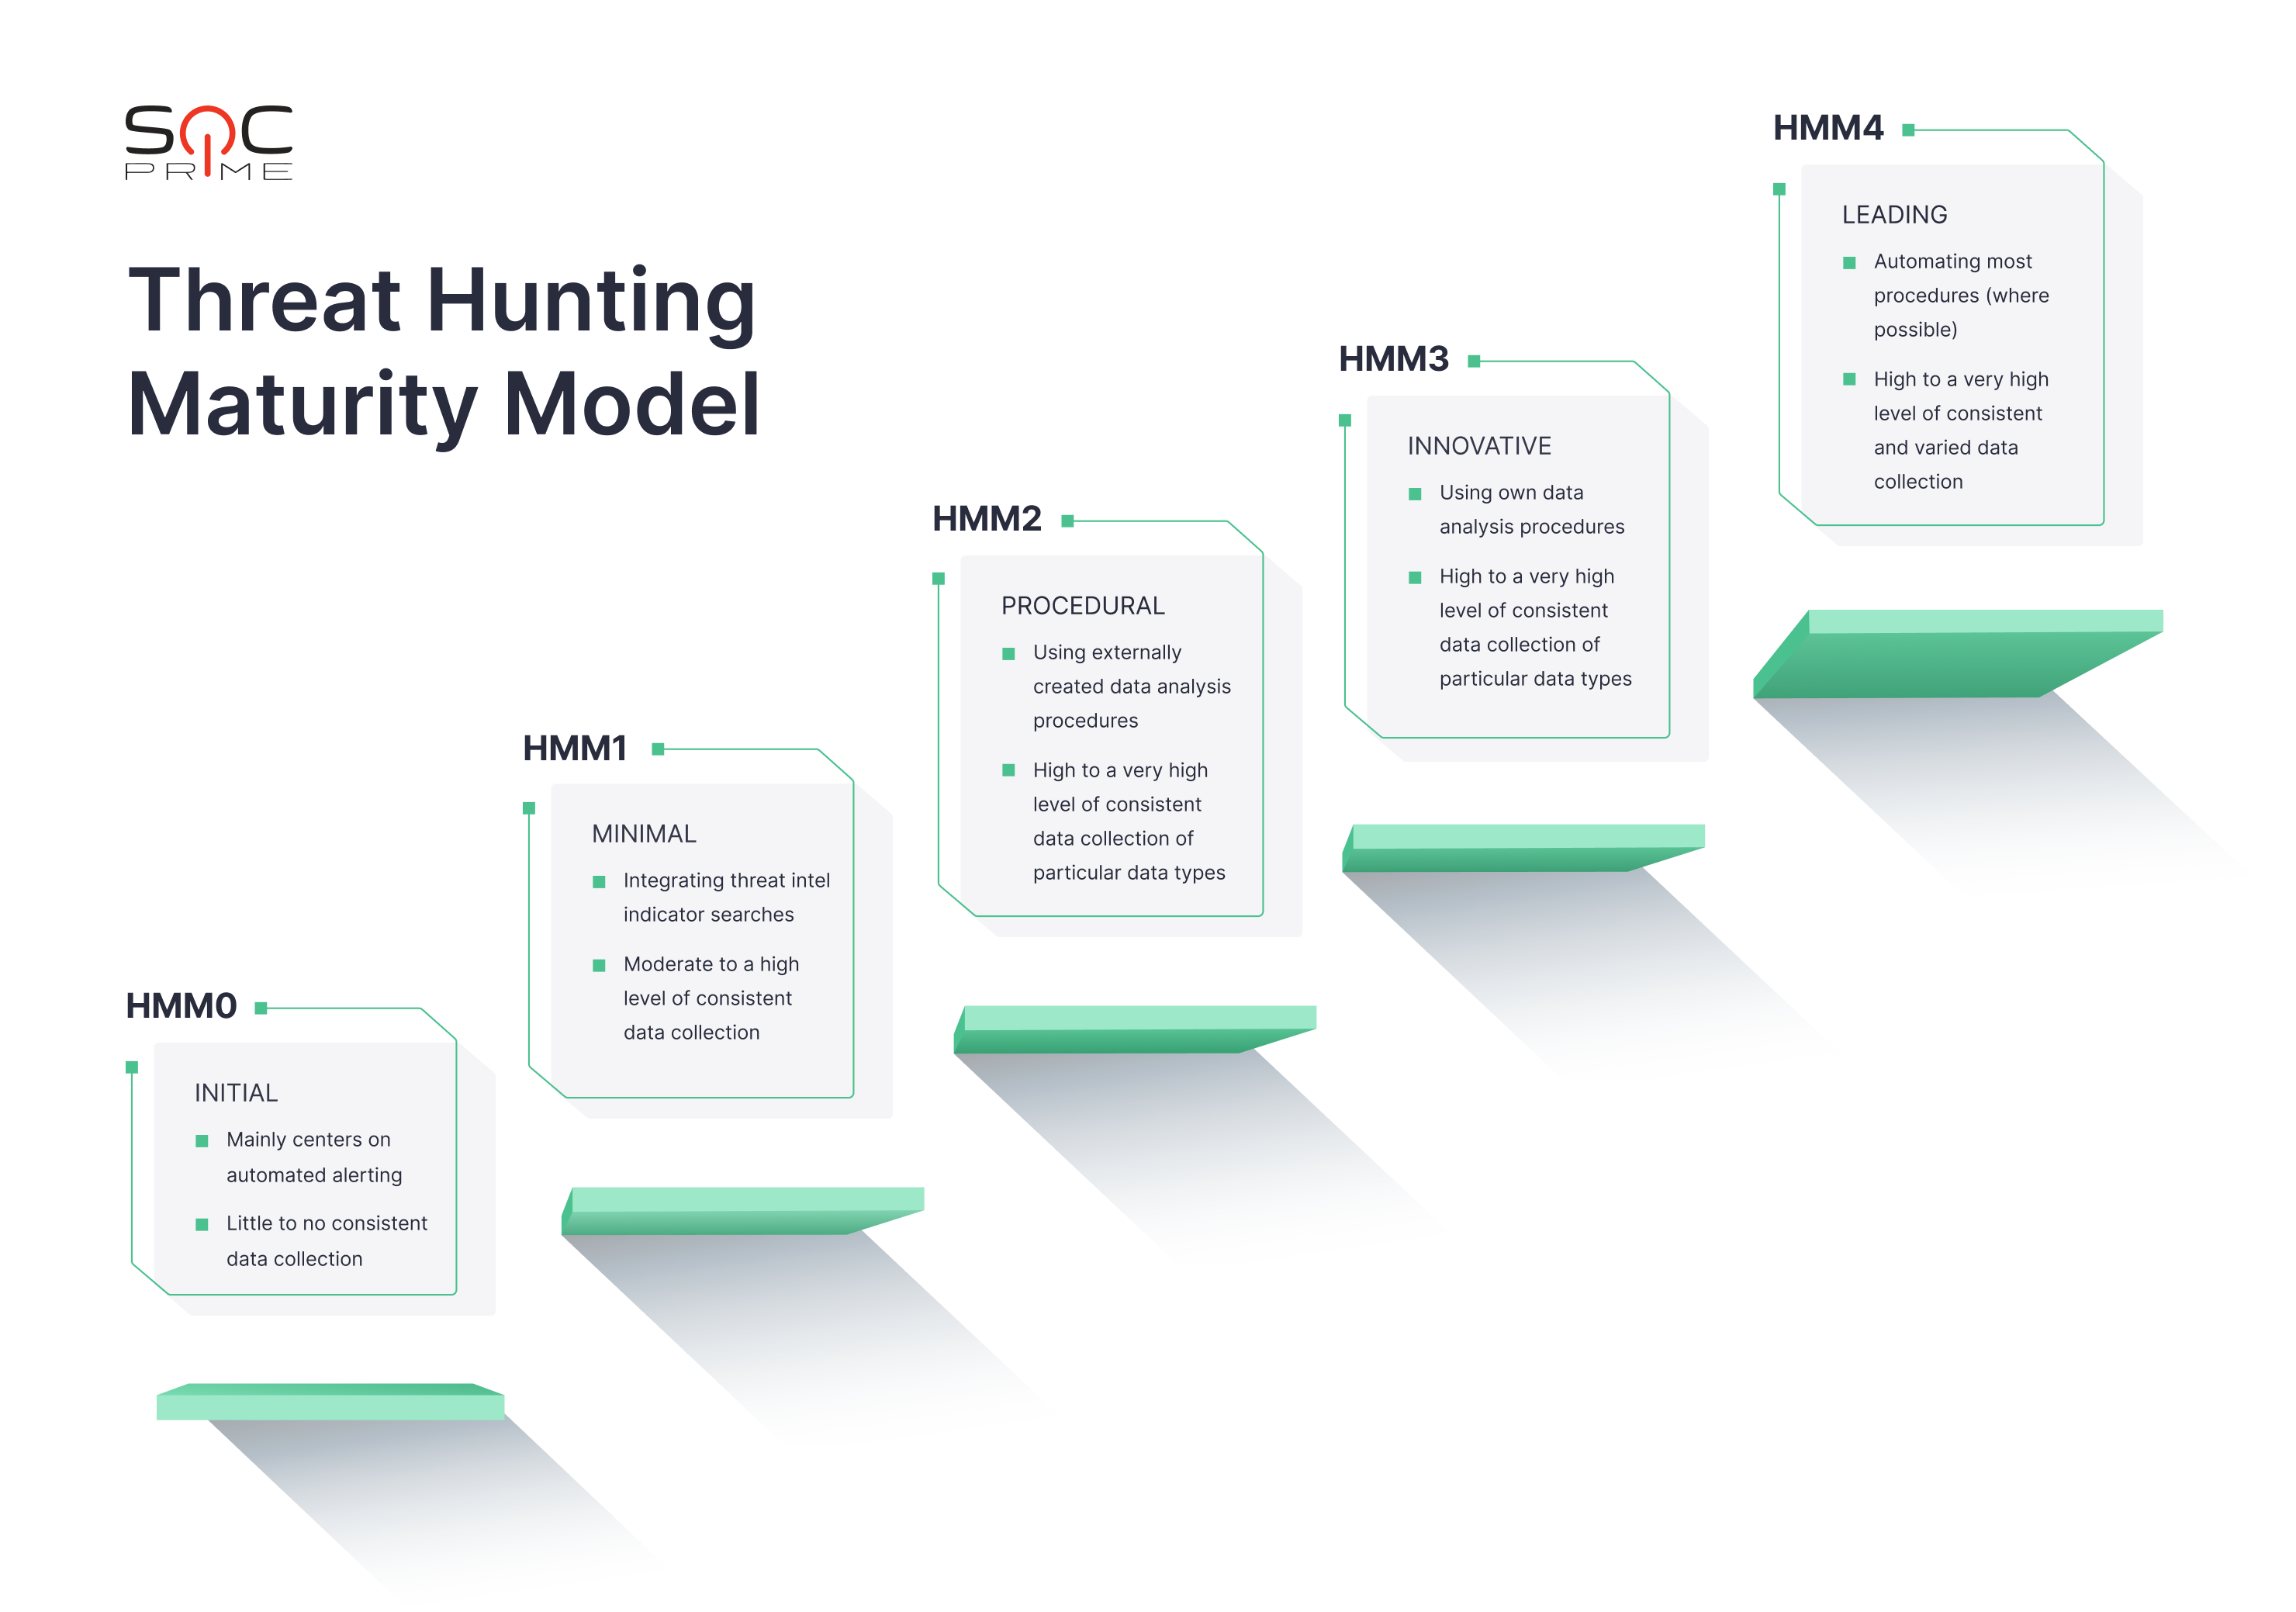 SOC
PRIME
Threat Hunting
Maturity Model
HMM0
INITIAL
Mainly centers on
automated alerting
Little to no consistent
data collection
HMM1
MINIMAL
Integrating threat intel
indicator searches
Moderate to a high
level of consistent
data collection
HMM2
PROCEDURAL
Using externally
created data analysis
procedures
High to a very high
level of consistent
data collection of
particular data types
HMM3
INNOVATIVE
Using own data
analysis procedures
High to a very high
level of consistent
data collection of
particular data types
HMM4
LEADING
Automating most
procedures (where
possible)
High to a very high
level of consistent
and varied data
collection